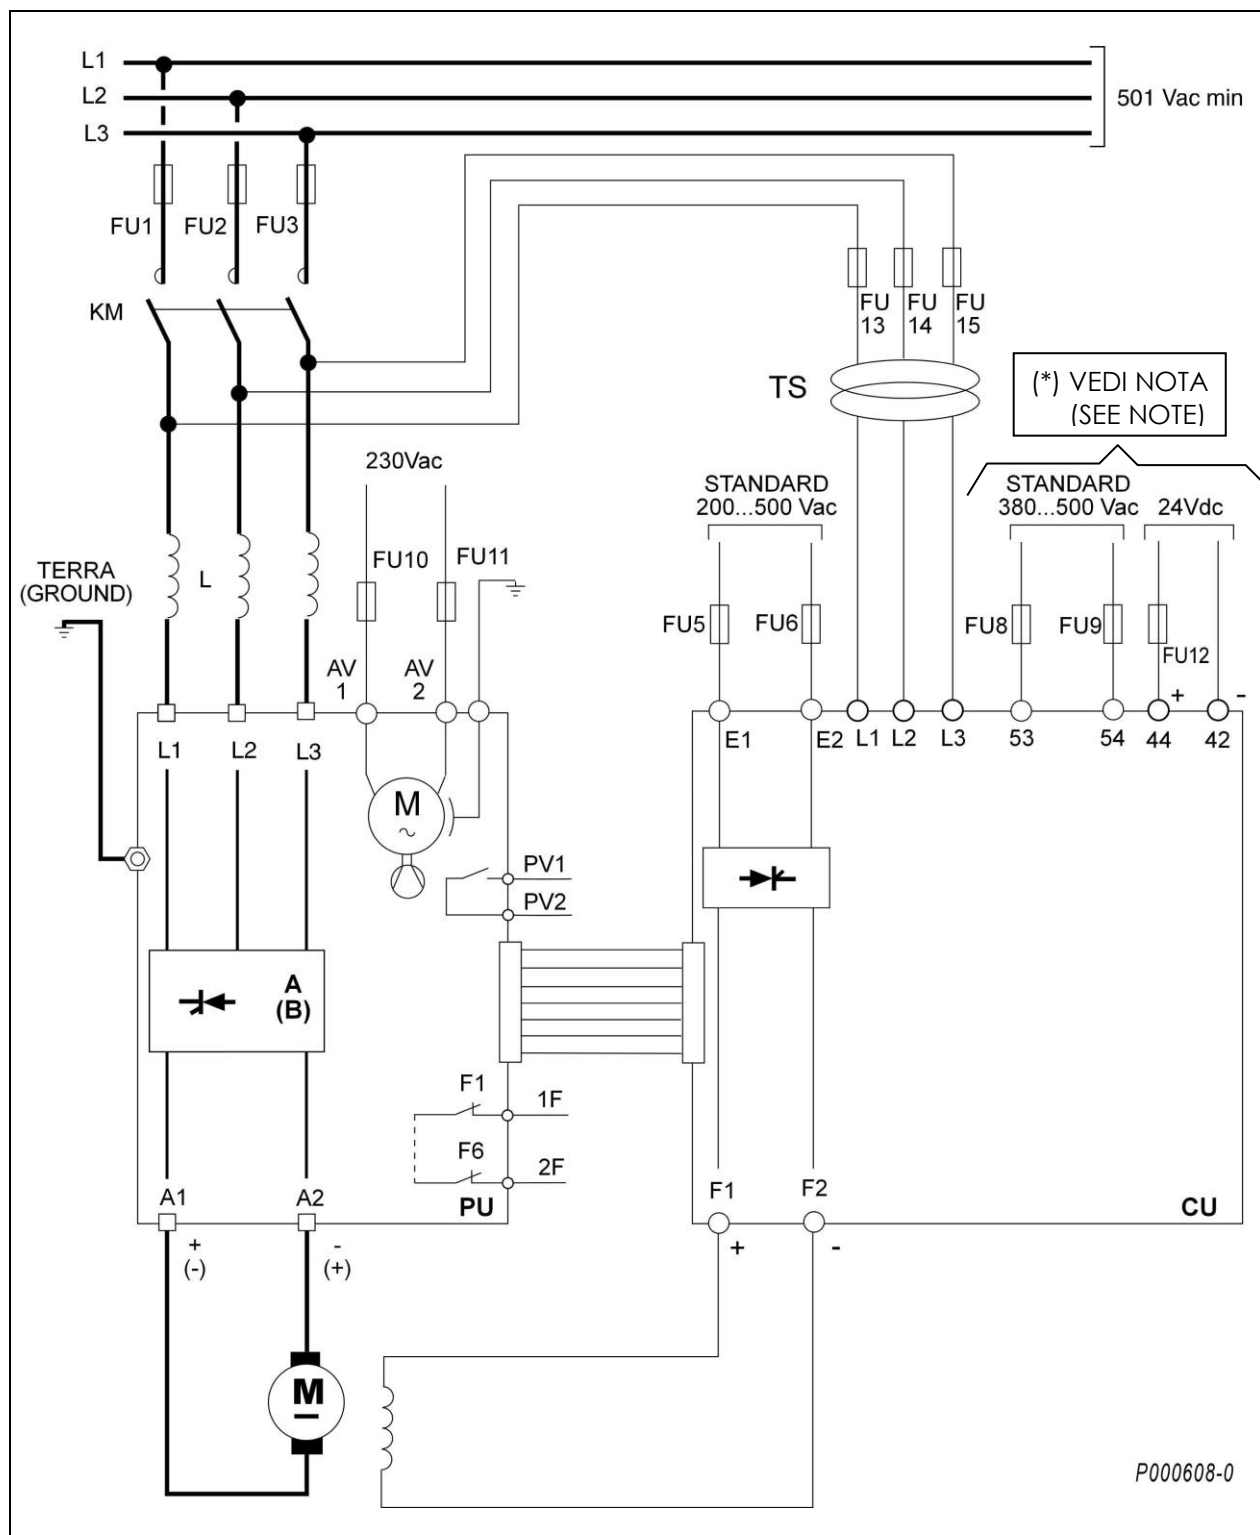 L1
L2
501 Vac min
L3
FU1
FU2
FU3
KM
FU
13
FU
14
FU
15
TS
(*) VEDI NOTA
(SEE NOTE)
230Vac
STANDARD
200...500 Vac
STANDARD
380...500 Vac
24Vdc
TERRA
(GROUND)
L
FU10
FU11
FU5
FU6
FU8
FU9
FU12
AV
1
AV
2
+
-
L1
L2
L3
E1
E2
L1
L2
L3
53
54
44
42
M
~
PV1
PV2
A
(B)
F1
1F
F6
2F
A1
A2
PU
F1
F2
CU
+
(-)
-
(+)
+
-
M
P000608-0